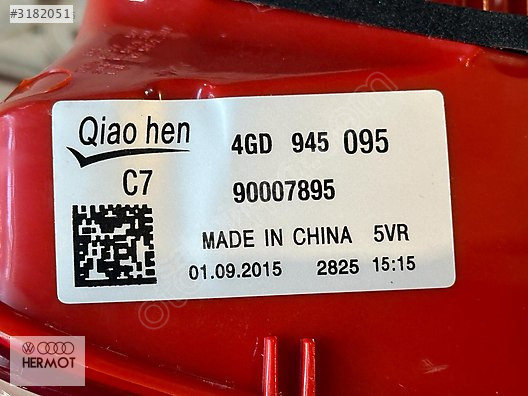 #3182051
Qiao hen
4GD 945 095
C7
90007895
MADE IN CHINA 5VR
01.09.2015 2825 15:15
HERMOT